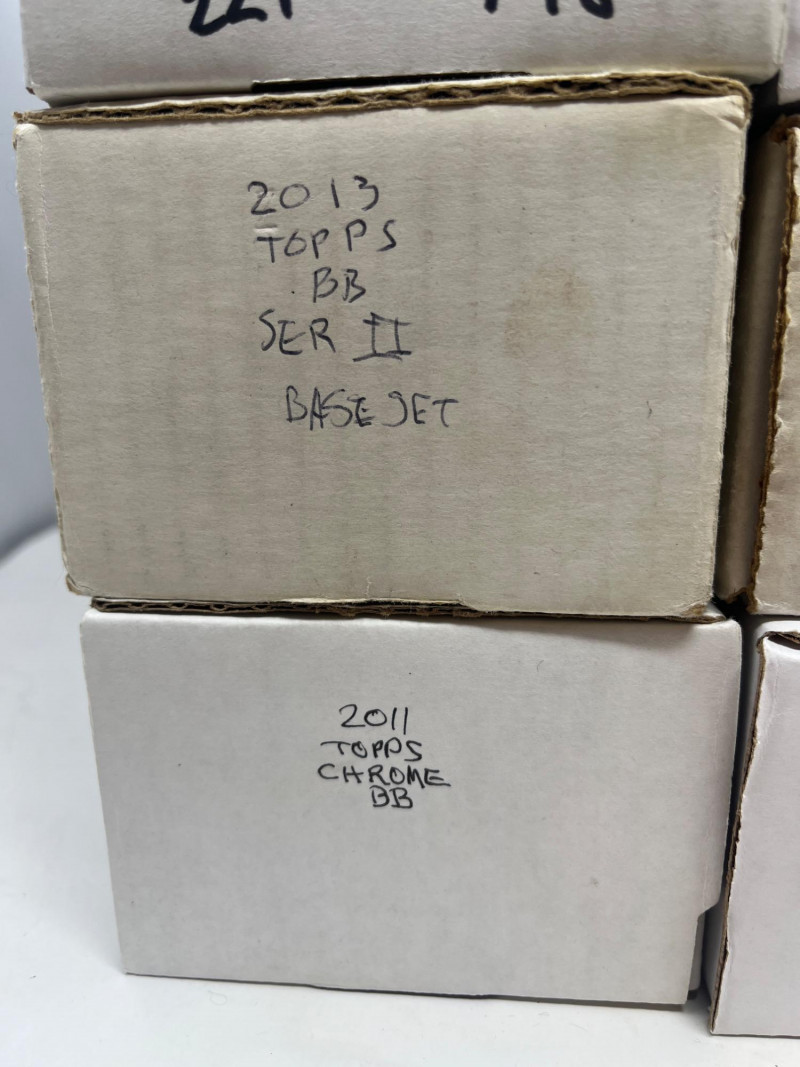 2013
TOPPS
BB
SER II
BASE SET
2011
TOPPS
CHROME
BB